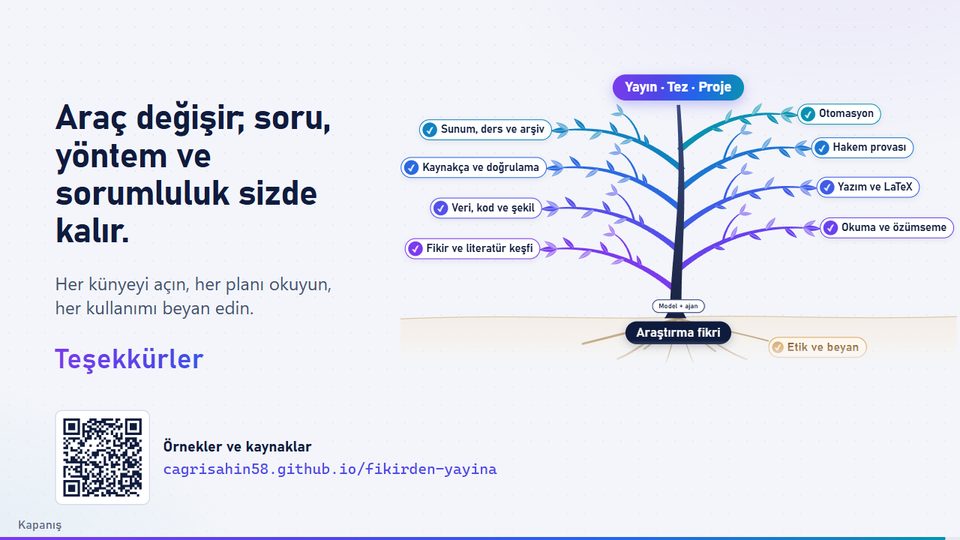 Araç değişir; soru,
yöntem ve
sorumluluk sizde
kalır.
Her künyeyi açın, her planı okuyun,
her kullanımı beyan edin.
Teşekkürler
Örnekler ve kaynaklar
cagrisahin58.github.io/fikirden-yayina
Kapanış
Yayın · Tez · Proje
Sunum, ders ve arşiv
Kaynakça ve doğrulama
Veri, kod ve şekil
Fikir ve literatür keşfi
Otomasyon
Hakem provası
Yazım ve LaTeX
Okuma ve özümseme
Model + ajan
Araştırma fikri
Etik ve beyan